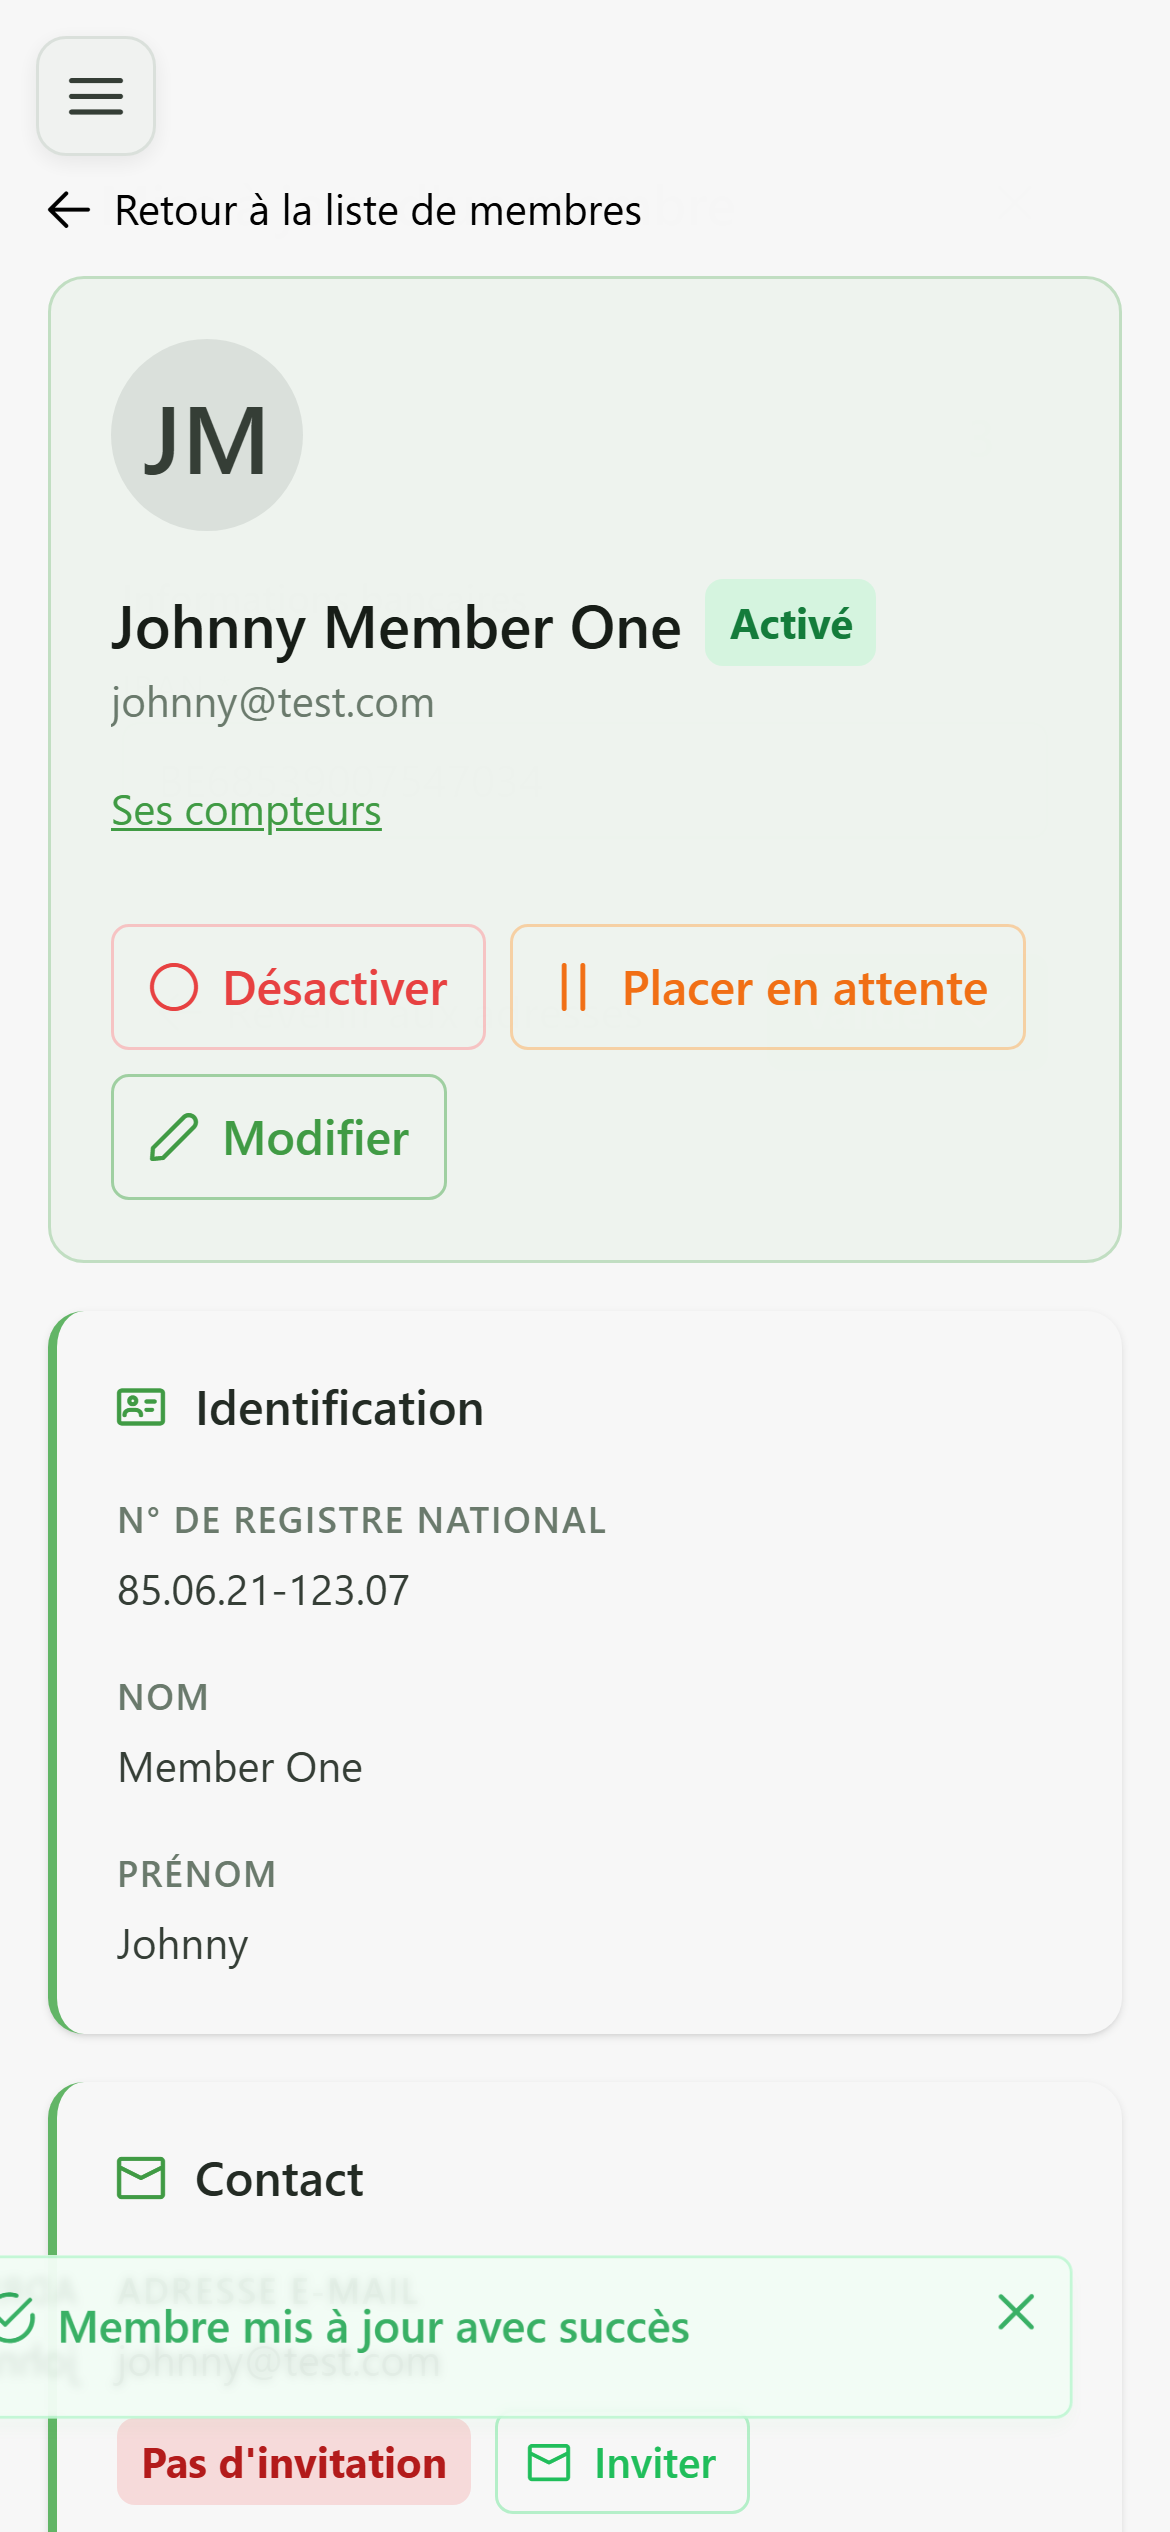 Retour à la liste de membres
JM
Johnny Member One
Activé
johnny@test.com
Ses compteurs
Désactiver
Placer en attente
Modifier
Identification
N° DE REGISTRE NATIONAL
85.06.21-123.07
NOM
Member One
PRÉNOM
Johnny
Contact
ADRESSE E-MAIL
Membre mis à jour avec succès
johnny@test.com
Pas d'invitation
Inviter